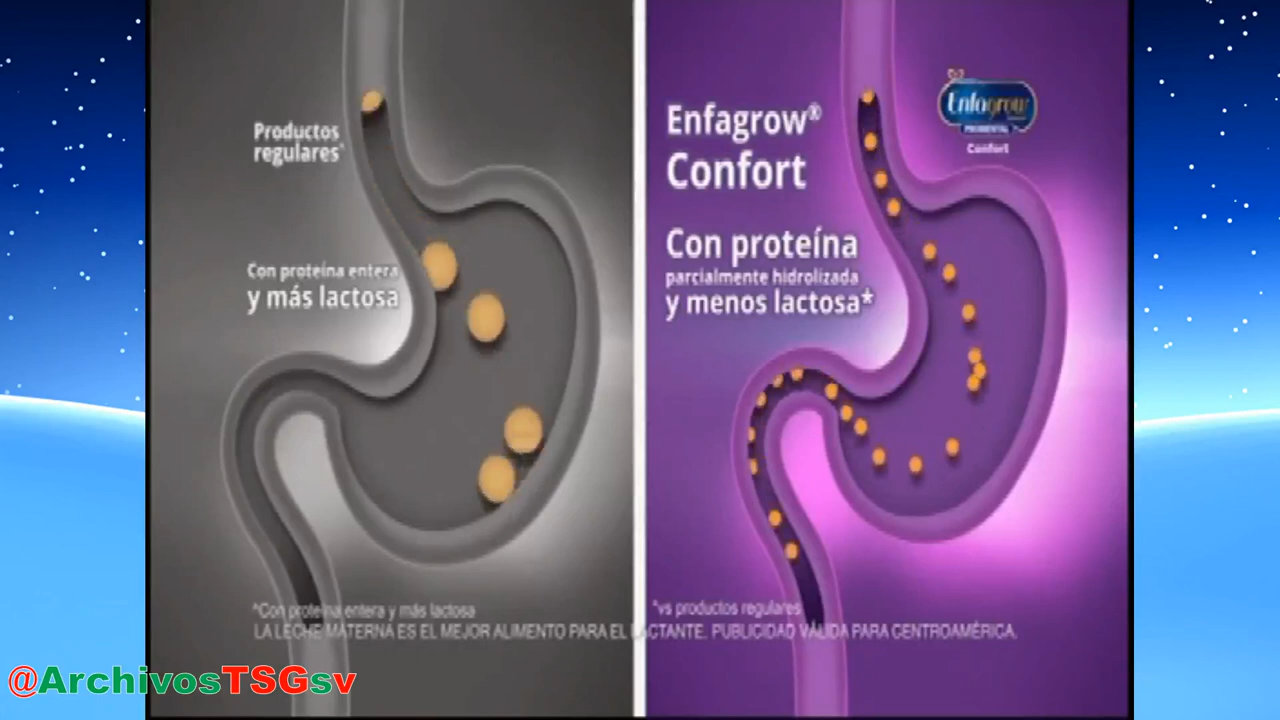 Productos
regulares*
Con proteína entera
y más lactosa
Enfagrow®
Confort
Enfagrow
Confort
Con proteína
parcialmente hidrolizada
y menos lactosa*
*Con proteína entera y más lactosa
*vs productos regulares
LA LECHE MATERNA ES EL MEJOR ALIMENTO PARA EL LACTANTE. PUBLICIDAD VÁLIDA PARA CENTROAMÉRICA.
@ArchivosTSGsv